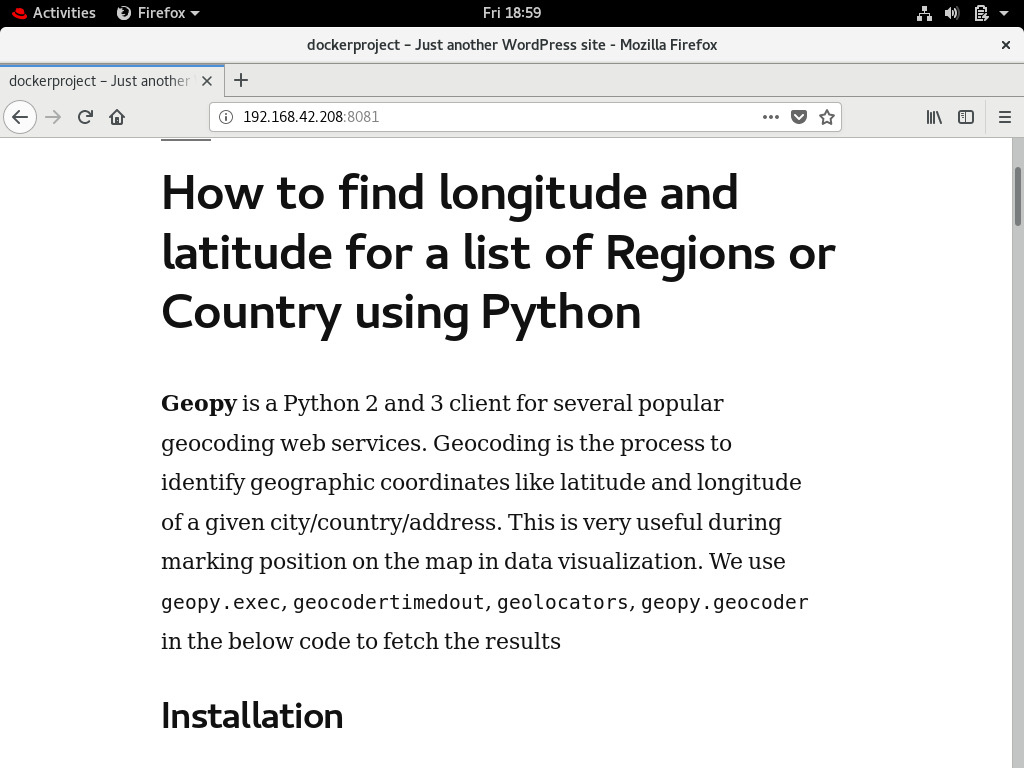 Activities Firefox Fri 18:59
dockerproject – Just another WordPress site - Mozilla Firefox
dockerproject – Just another
192.168.42.208:8081
How to find longitude and
latitude for a list of Regions or
Country using Python
Geopy is a Python 2 and 3 client for several popular
geocoding web services. Geocoding is the process to
identify geographic coordinates like latitude and longitude
of a given city/country/address. This is very useful during
marking position on the map in data visualization. We use
geopy.exec, geocodertimedout, geolocators, geopy.geocoder
in the below code to fetch the results
Installation